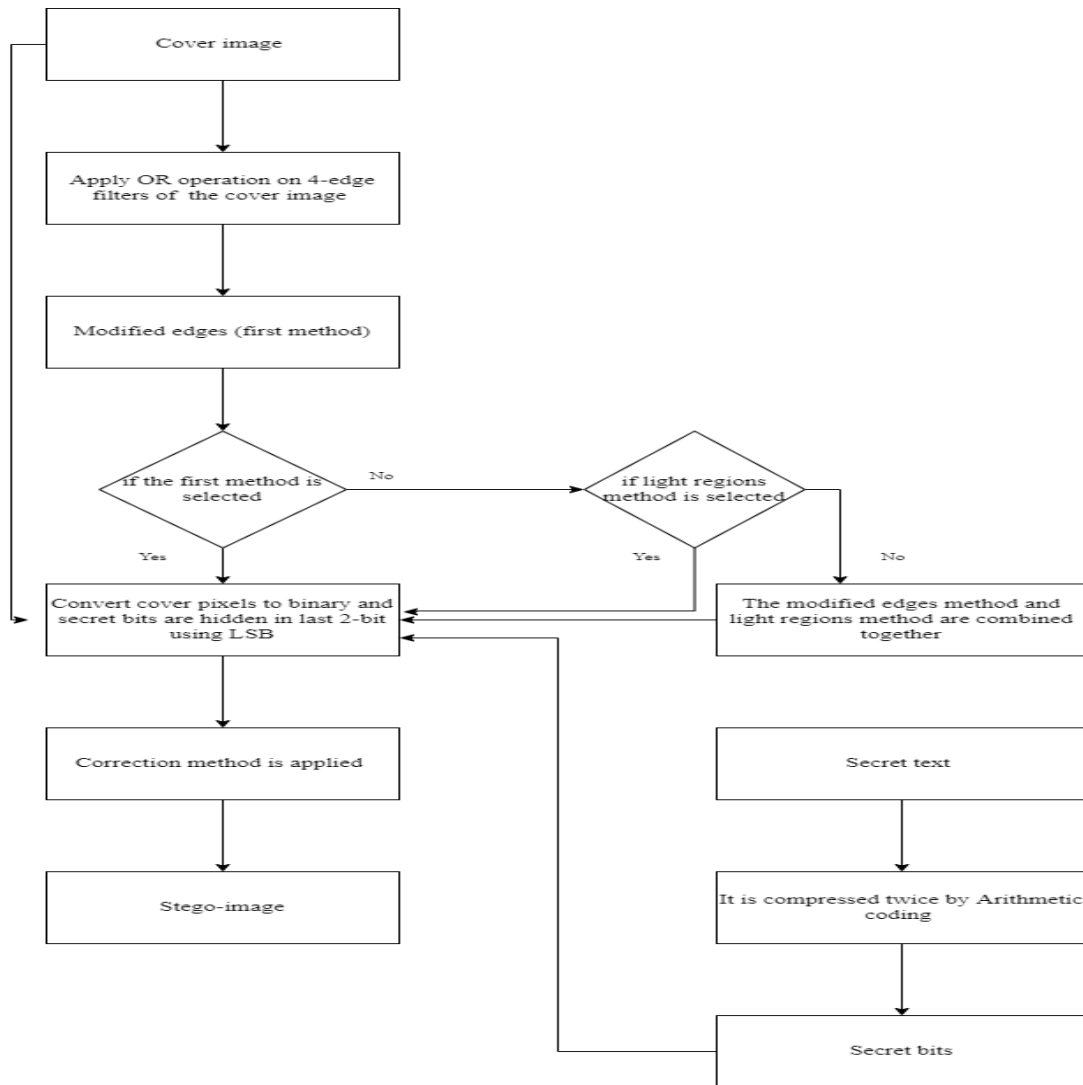 Cover image
Apply OR operation on 4-edge
filters of the cover image
Modified edges (first method)
if the first method is
selected
No
if light regions
method is selected
Yes
Yes
No
Convert cover pixels to binary and
secret bits are hidden in last 2-bit
using LSB
The modified edges method and
light regions method are combined
together
Correction method is applied
Secret text
Stego-image
It is compressed twice by Arithmetic
coding
Secret bits